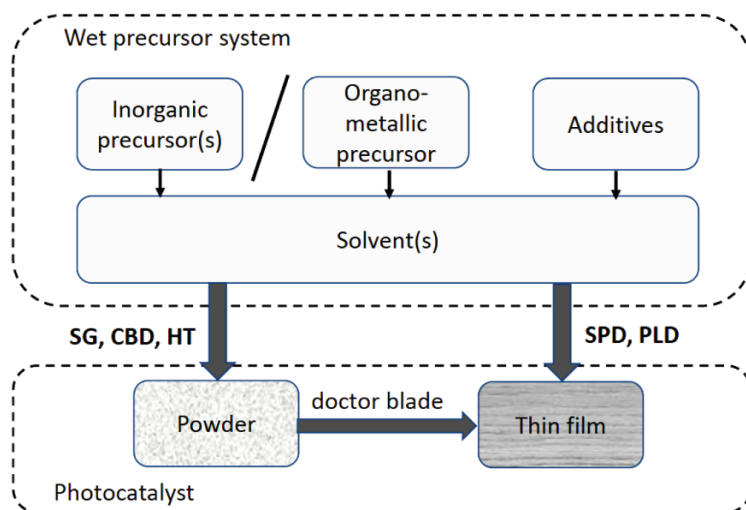 Wet precursor system
Inorganic
precursor(s)
Organo-
metallic
precursor
Additives
Solvent(s)
SG, CBD, HT
SPD, PLD
Powder
doctor blade
Thin film
Photocatalyst